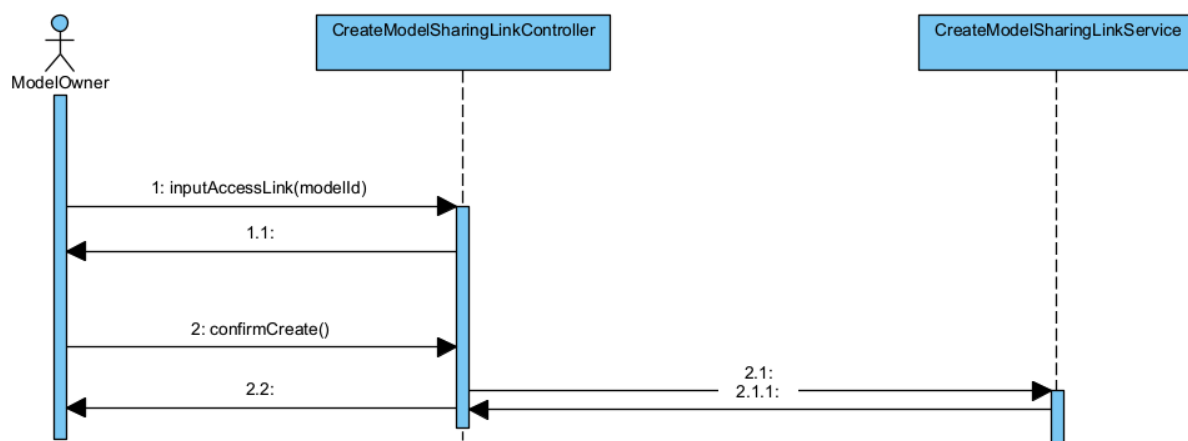 CreateModelSharingLinkController
CreateModelSharingLinkService
ModelOwner
1: inputAccessLink(modelId)
1.1:
2: confirmCreate()
2.1:
2.2:
2.1.1: